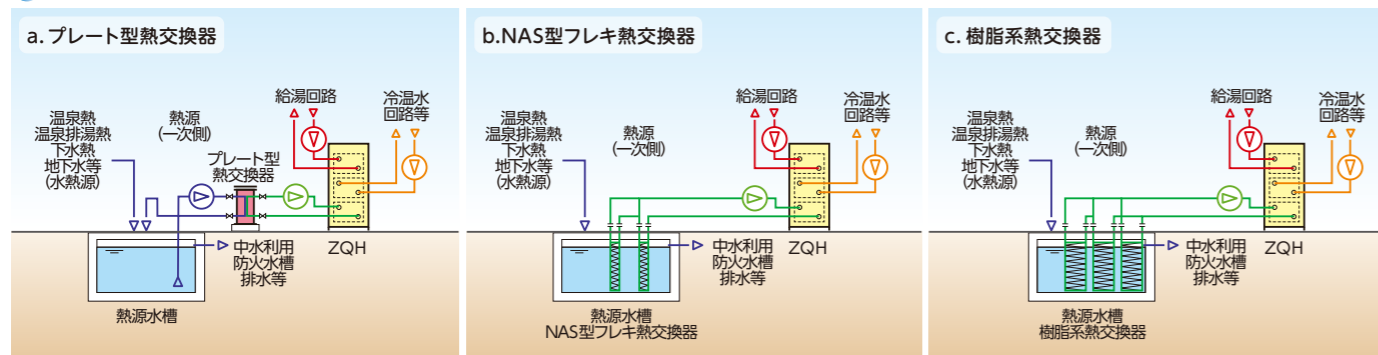 a. プレート型熱交換器
温泉熱
温泉排湯熱
下水熱
地下水等
(水熱源)
熱源
(一次側)
プレート型
熱交換器
給湯回路
冷温水
回路等
ZQH
中水利用
防火水槽
排水等
熱源水槽
b.NAS型フレキ熱交換器
温泉熱
温泉排湯熱
下水熱
地下水等
(水熱源)
熱源
(一次側)
給湯回路
冷温水
回路等
ZQH
中水利用
防火水槽
排水等
熱源水槽
NAS型フレキ熱交換器
c. 樹脂系熱交換器
温泉熱
温泉排湯熱
下水熱
地下水等
(水熱源)
熱源
(一次側)
給湯回路
冷温水
回路等
ZQH
中水利用
防火水槽
排水等
熱源水槽
樹脂系熱交換器